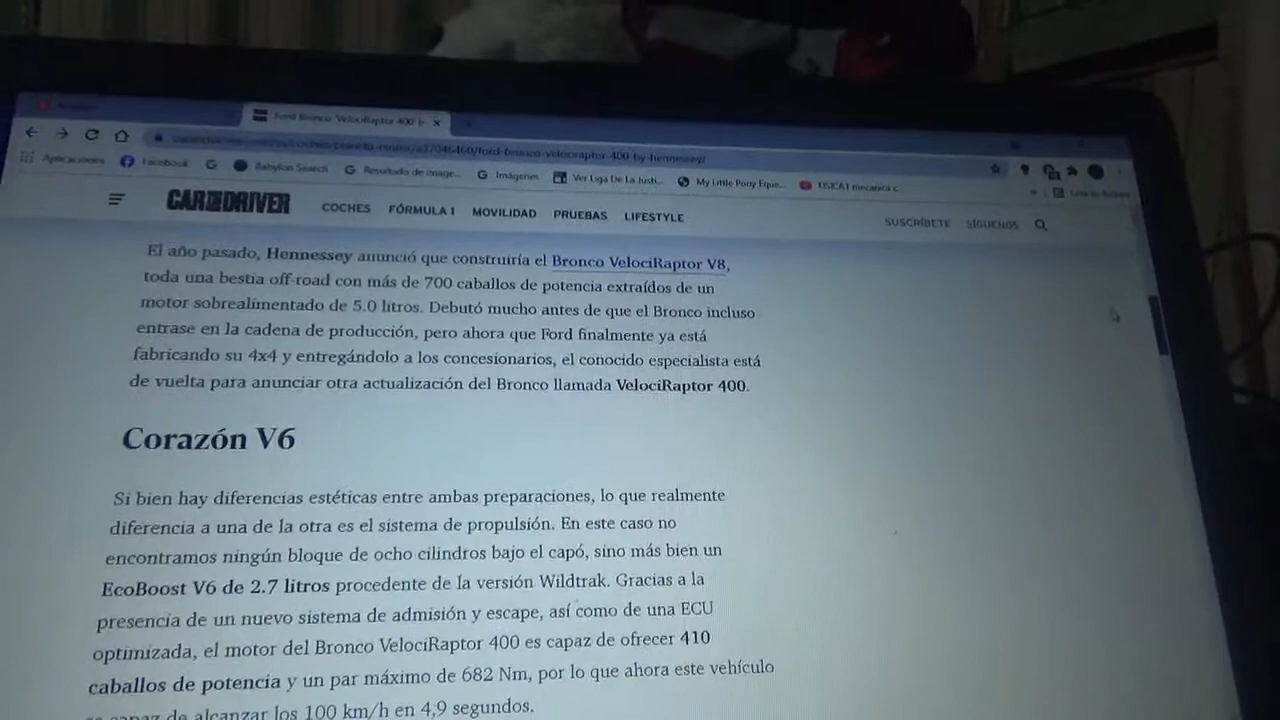 Ford Bronco 'VelociRaptor 400' b
/ford-bronco-velociraptor-400-by-hennessey/
Aplicaciones Facebook Babylon Search Resultado de image... Imágenes Ver Liga De La Justi... My Little Pony Eque... FISICA1 mecanica c...
CAR AND DRIVER COCHES FÓRMULA 1 MOVILIDAD PRUEBAS LIFESTYLE SUSCRÍBETE SÍGUENOS
El año pasado, Hennessey anunció que construiría el Bronco VelociRaptor V8,
toda una bestia off-road con más de 700 caballos de potencia extraídos de un
motor sobrealimentado de 5.0 litros. Debutó mucho antes de que el Bronco incluso
entrase en la cadena de producción, pero ahora que Ford finalmente ya está
fabricando su 4x4 y entregándolo a los concesionarios, el conocido especialista está
de vuelta para anunciar otra actualización del Bronco llamada VelociRaptor 400.
Corazón V6
Si bien hay diferencias estéticas entre ambas preparaciones, lo que realmente
diferencia a una de la otra es el sistema de propulsión. En este caso no
encontramos ningún bloque de ocho cilindros bajo el capó, sino más bien un
EcoBoost V6 de 2.7 litros procedente de la versión Wildtrak. Gracias a la
presencia de un nuevo sistema de admisión y escape, así como de una ECU
optimizada, el motor del Bronco VelociRaptor 400 es capaz de ofrecer 410
caballos de potencia y un par máximo de 682 Nm, por lo que ahora este vehículo
es capaz de alcanzar los 100 km/h en 4,9 segundos.